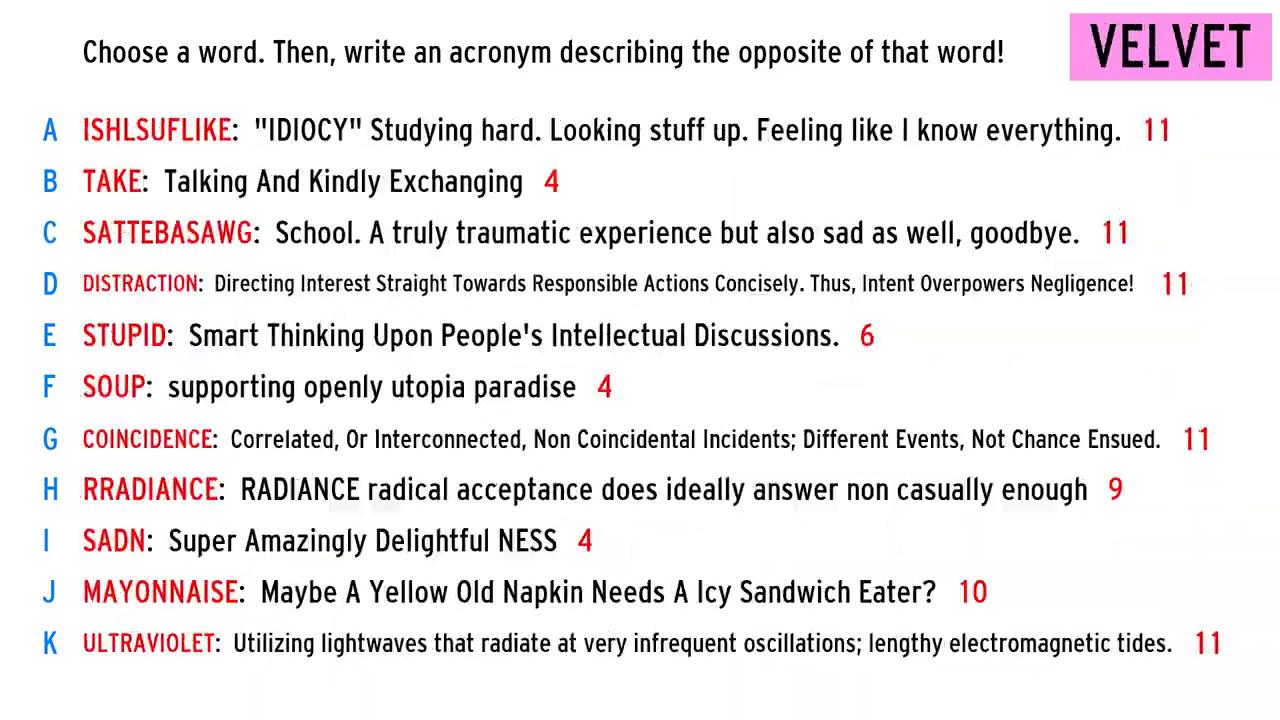 Choose a word. Then, write an acronym describing the opposite of that word!
VELVET
A ISHLSUFLIKE: "IDIOCY" Studying hard. Looking stuff up. Feeling like I know everything. 11
B TAKE: Talking And Kindly Exchanging 4
C SATTEBASAWG: School. A truly traumatic experience but also sad as well, goodbye. 11
D DISTRACTION: Directing Interest Straight Towards Responsible Actions Concisely. Thus, Intent Overpowers Negligence! 11
E STUPID: Smart Thinking Upon People's Intellectual Discussions. 6
F SOUP: supporting openly utopia paradise 4
G COINCIDENCE: Correlated, Or Interconnected, Non Coincidental Incidents; Different Events, Not Chance Ensued. 11
H RRADIANCE: RADIANCE radical acceptance does ideally answer non casually enough 9
I SADN: Super Amazingly Delightful NESS 4
J MAYONNAISE: Maybe A Yellow Old Napkin Needs A Icy Sandwich Eater? 10
K ULTRAVIOLET: Utilizing lightwaves that radiate at very infrequent oscillations; lengthy electromagnetic tides. 11